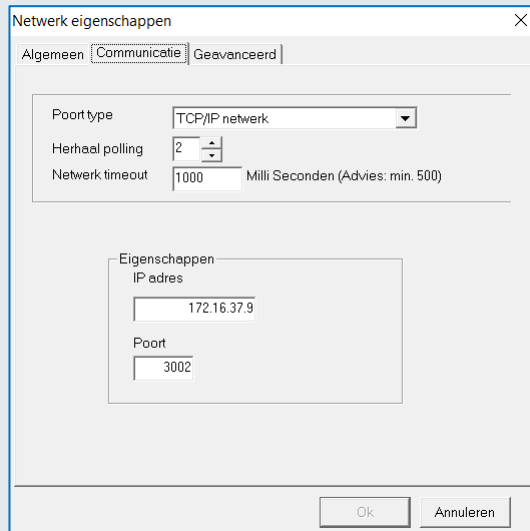 Netwerk eigenschappen
Algemeen Communicatie Geavanceerd
Poort type TCP/IP netwerk
Herhaal polling 2
Netwerk timeout 1000 Milli Seconden (Advies: min. 500)
Eigenschappen
IP adres
172.16.37.9
Poort
3002
Ok Annuleren